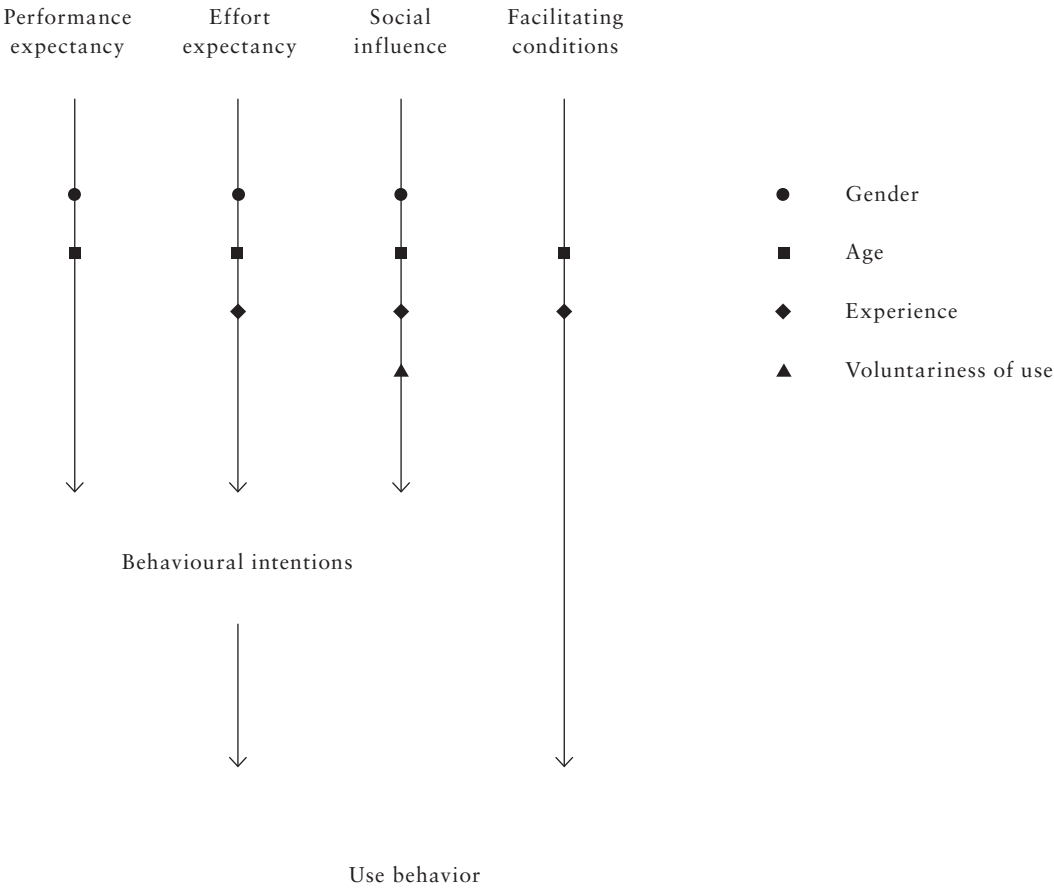 Performance
expectancy
Effort
expectancy
Social
influence
Facilitating
conditions
Gender
Age
Experience
Voluntariness of use
Behavioural intentions
Use behavior